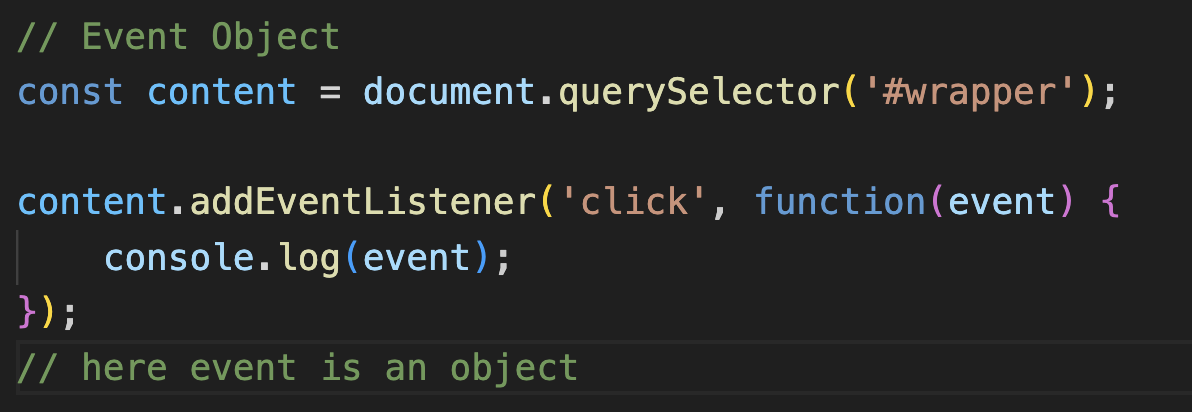 // Event Object
const content = document.querySelector('#wrapper');
content.addEventListener('click', function(event) {
    console.log(event);
});
// here event is an object